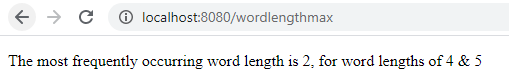 localhost:8080/wordlengthmax
The most frequently occurring word length is 2, for word lengths of 4 & 5